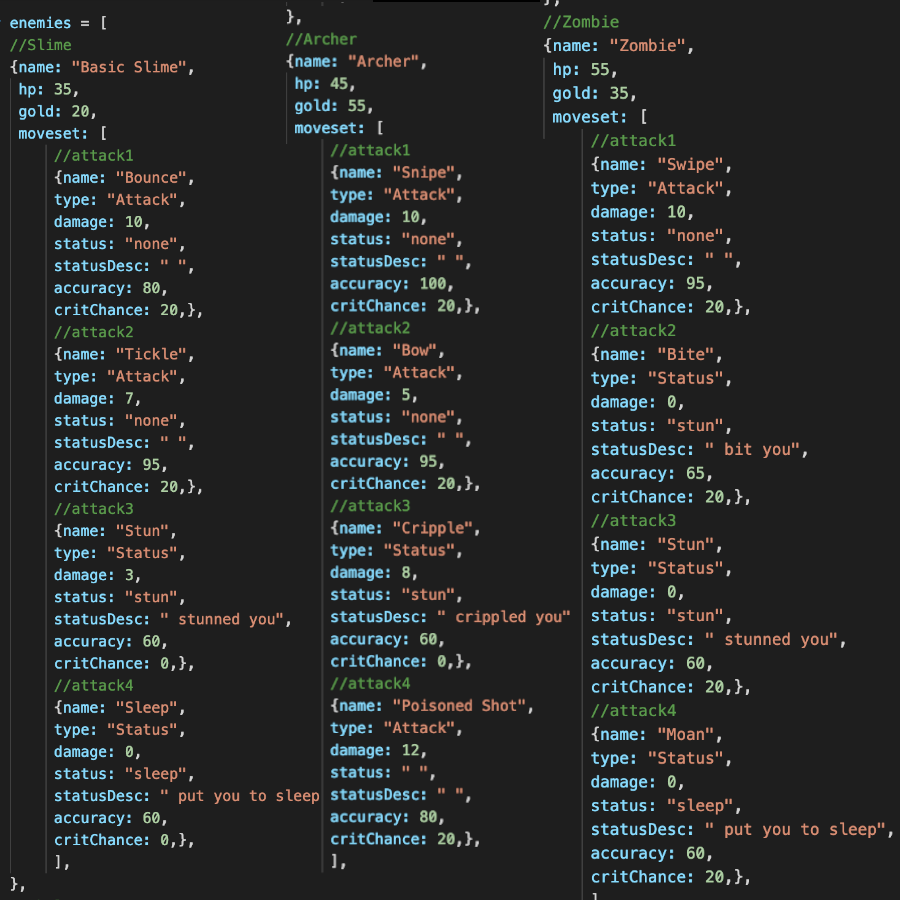 enemies = [
//Slime
{name: "Basic Slime",
hp: 35,
gold: 20,
moveset: [
//attack1
{name: "Bounce",
type: "Attack",
damage: 10,
status: "none",
statusDesc: " ",
accuracy: 80,
critChance: 20,},
//attack2
{name: "Tickle",
type: "Attack",
damage: 7,
status: "none",
statusDesc: " ",
accuracy: 95,
critChance: 20,},
//attack3
{name: "Stun",
type: "Status",
damage: 3,
status: "stun",
statusDesc: " stunned you",
accuracy: 60,
critChance: 0,},
//attack4
{name: "Sleep",
type: "Status",
damage: 0,
status: "sleep",
statusDesc: " put you to sleep
accuracy: 60,
critChance: 0,},
],
},
},
//Archer
{name: "Archer",
hp: 45,
gold: 55,
moveset: [
//attack1
{name: "Snipe",
type: "Attack",
damage: 10,
status: "none",
statusDesc: " ",
accuracy: 100,
critChance: 20,},
//attack2
{name: "Bow",
type: "Attack",
damage: 5,
status: "none",
statusDesc: " ",
accuracy: 95,
critChance: 20,},
//attack3
{name: "Cripple",
type: "Status",
damage: 8,
status: "stun",
statusDesc: " crippled you"
accuracy: 60,
critChance: 0,},
//attack4
{name: "Poisoned Shot",
type: "Attack",
damage: 12,
status: " ",
statusDesc: " ",
accuracy: 80,
critChance: 20,},
],
},
//Zombie
{name: "Zombie",
hp: 55,
gold: 35,
moveset: [
//attack1
{name: "Swipe",
type: "Attack",
damage: 10,
status: "none",
statusDesc: " ",
accuracy: 95,
critChance: 20,},
//attack2
{name: "Bite",
type: "Status",
damage: 0,
status: "stun",
statusDesc: " bit you",
accuracy: 65,
critChance: 20,},
//attack3
{name: "Stun",
type: "Status",
damage: 0,
status: "stun",
statusDesc: " stunned you",
accuracy: 60,
critChance: 20,},
//attack4
{name: "Moan",
type: "Status",
damage: 0,
status: "sleep",
statusDesc: " put you to sleep",
accuracy: 60,
critChance: 20,},